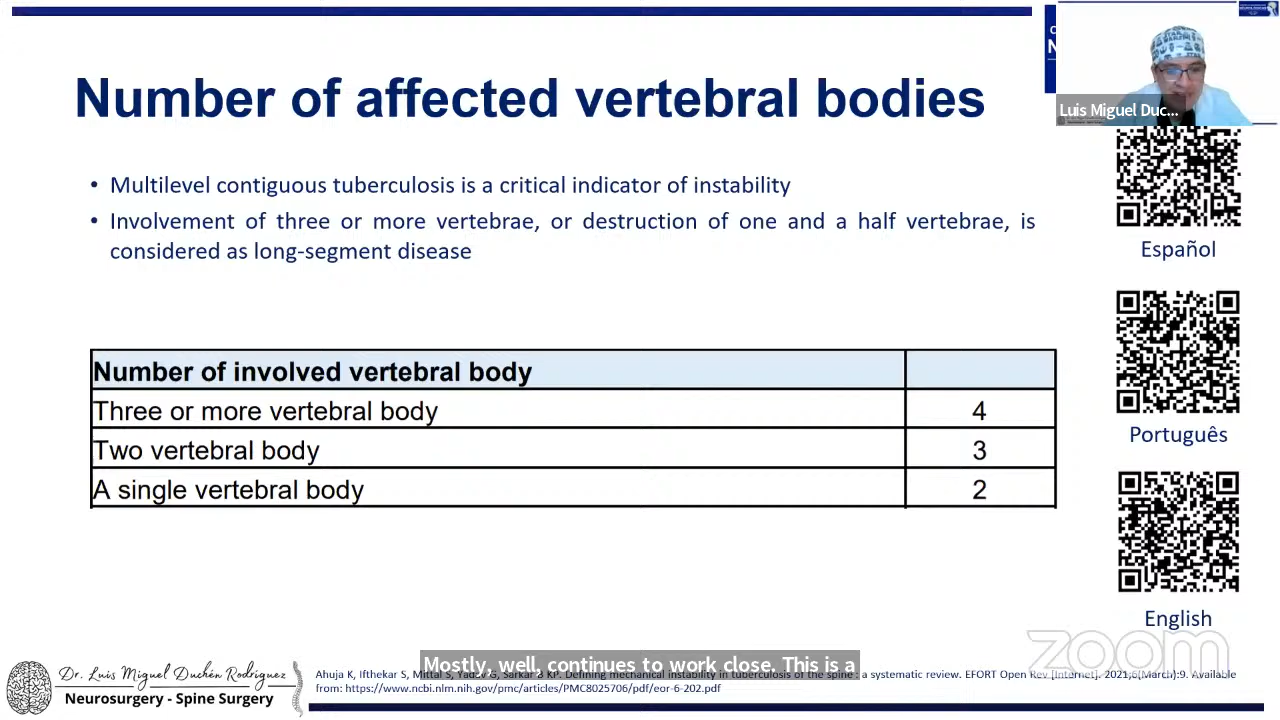 Number of affected vertebral bodies
Luis Miguel Duc...
• Multilevel contiguous tuberculosis is a critical indicator of instability
• Involvement of three or more vertebrae, or destruction of one and a half vertebrae, is
considered as long-segment disease
Number of involved vertebral body
Three or more vertebral body 4
Two vertebral body 3
A single vertebral body 2
Español
Português
English
zoom
Mostly, well, continues to work close. This is a
Dr. Luis Miguel Duchén Rodríguez
Neurosurgery - Spine Surgery
Ahuja K, Ifthekar S, Mittal S, Yadav G, Sarkar B KP. Defining mechanical instability in tuberculosis of the spine : a systematic review. EFORT Open Rev [Internet]. 2021;6(March):9. Available
from: https://www.ncbi.nlm.nih.gov/pmc/articles/PMC8025706/pdf/eor-6-202.pdf